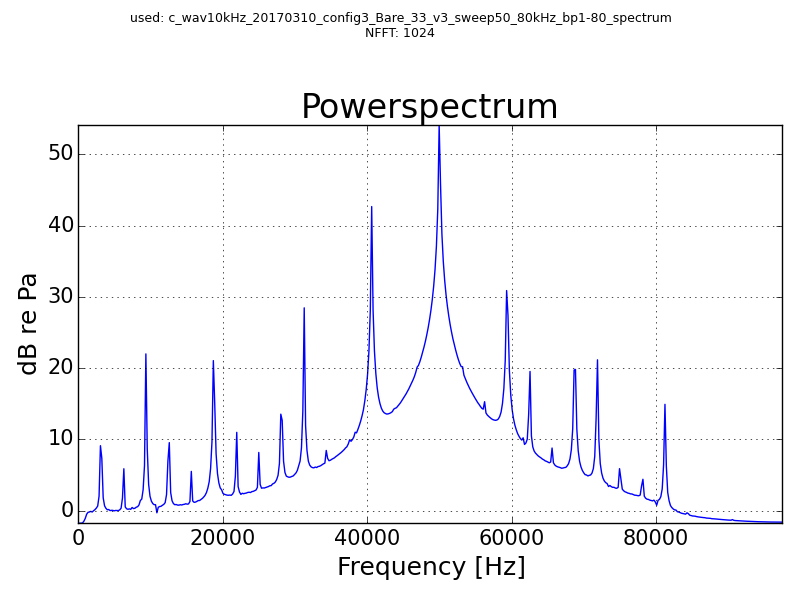 used: c_wav10kHz_20170310_config3_Bare_33_v3_sweep50_80kHz_bp1-80_spectrum
NFFT: 1024
Powerspectrum
50
40
30
20
10
0
dB re Pa
0 20000 40000 60000 80000
Frequency [Hz]